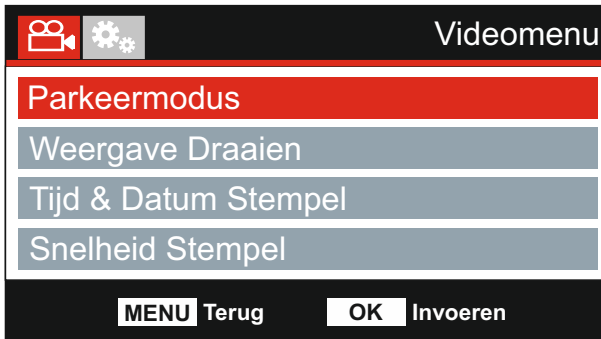 Videomenu
Parkeermodus
Weergave Draaien
Tijd & Datum Stempel
Snelheid Stempel
MENU Terug OK Invoeren